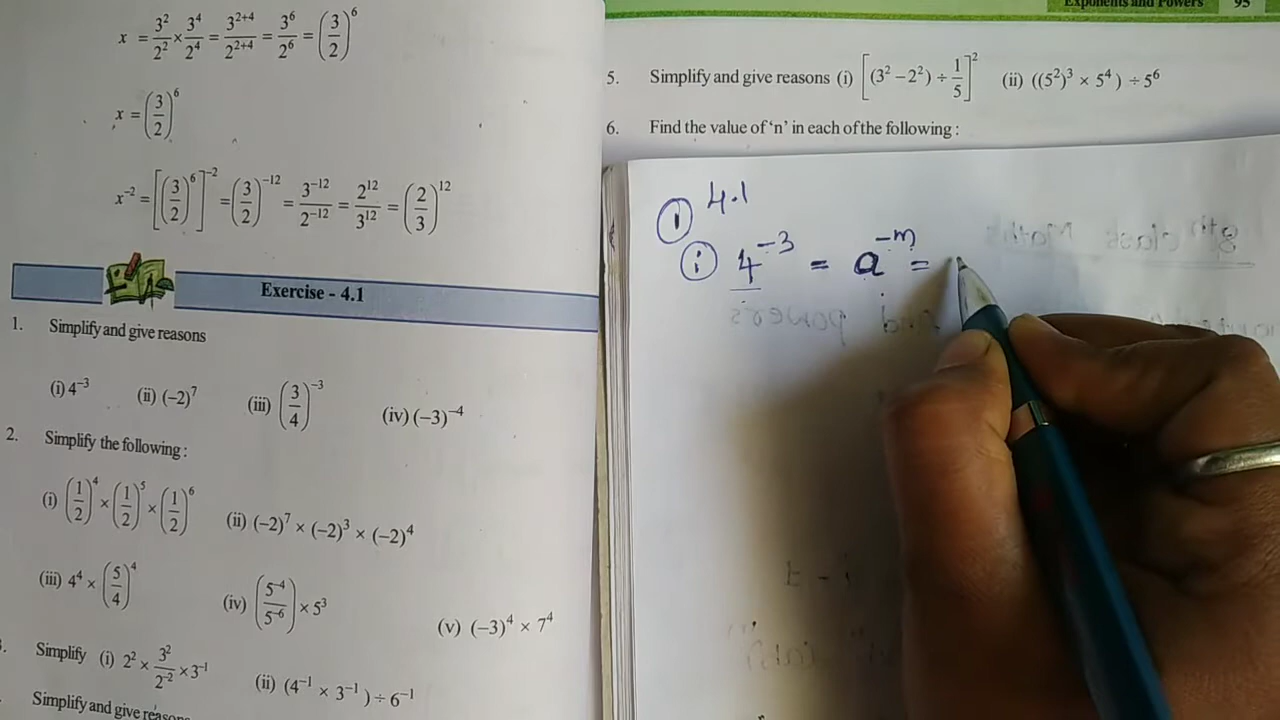 x = 3²/2² × 3⁴/2⁴ = 3²⁺⁴/2²⁺⁴ = 3⁶/2⁶ = (3/2)⁶
x = (3/2)⁶
x⁻² = [(3/2)⁶]⁻² = (3/2)⁻¹² = 3⁻¹²/2⁻¹² = 2¹²/3¹² = (2/3)¹²
Exercise - 4.1
1. Simplify and give reasons
(i) 4⁻³ (ii) (−2)⁷ (iii) (3/4)⁻³ (iv) (−3)⁻⁴
2. Simplify the following :
(i) (1/2)⁴ × (1/2)⁵ × (1/2)⁶ (ii) (−2)⁷ × (−2)³ × (−2)⁴
(iii) 4⁴ × (5/4)⁴ (iv) (5⁻⁴/5⁻⁶) × 5³ (v) (−3)⁴ × 7⁴
Simplify (i) 2² × 3²/2⁻² × 3⁻¹ (ii) (4⁻¹ × 3⁻¹) ÷ 6⁻¹
Simplify and give reasons
Exponents and Powers 95
5. Simplify and give reasons (i) [(3² − 2²) ÷ 1/5]² (ii) ((5²)³ × 5⁴) ÷ 5⁶
6. Find the value of 'n' in each of the following :
① 4.1
ⓘ 4⁻³ = a⁻ᵐ =